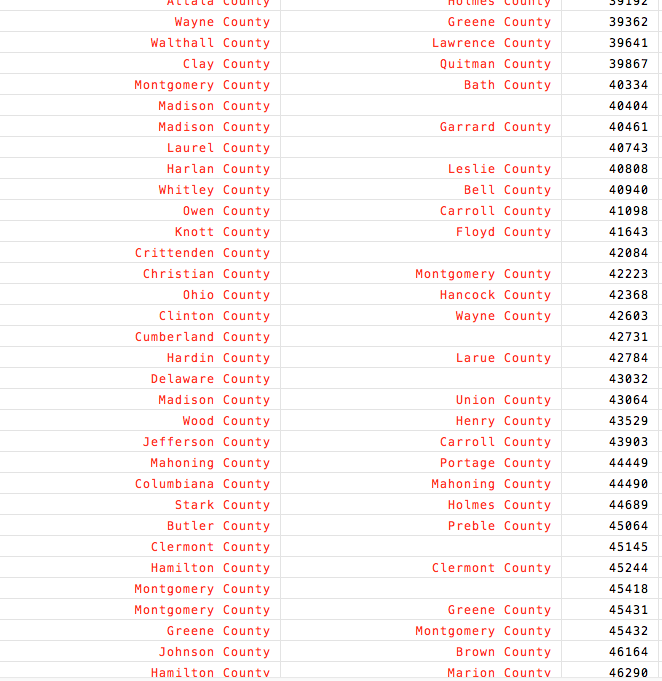 Attala County Holmes County 39192
Wayne County Greene County 39362
Walthall County Lawrence County 39641
Clay County Quitman County 39867
Montgomery County Bath County 40334
Madison County 40404
Madison County Garrard County 40461
Laurel County 40743
Harlan County Leslie County 40808
Whitley County Bell County 40940
Owen County Carroll County 41098
Knott County Floyd County 41643
Crittenden County 42084
Christian County Montgomery County 42223
Ohio County Hancock County 42368
Clinton County Wayne County 42603
Cumberland County 42731
Hardin County Larue County 42784
Delaware County 43032
Madison County Union County 43064
Wood County Henry County 43529
Jefferson County Carroll County 43903
Mahoning County Portage County 44449
Columbiana County Mahoning County 44490
Stark County Holmes County 44689
Butler County Preble County 45064
Clermont County 45145
Hamilton County Clermont County 45244
Montgomery County 45418
Montgomery County Greene County 45431
Greene County Montgomery County 45432
Johnson County Brown County 46164
Hamilton County Marion County 46290